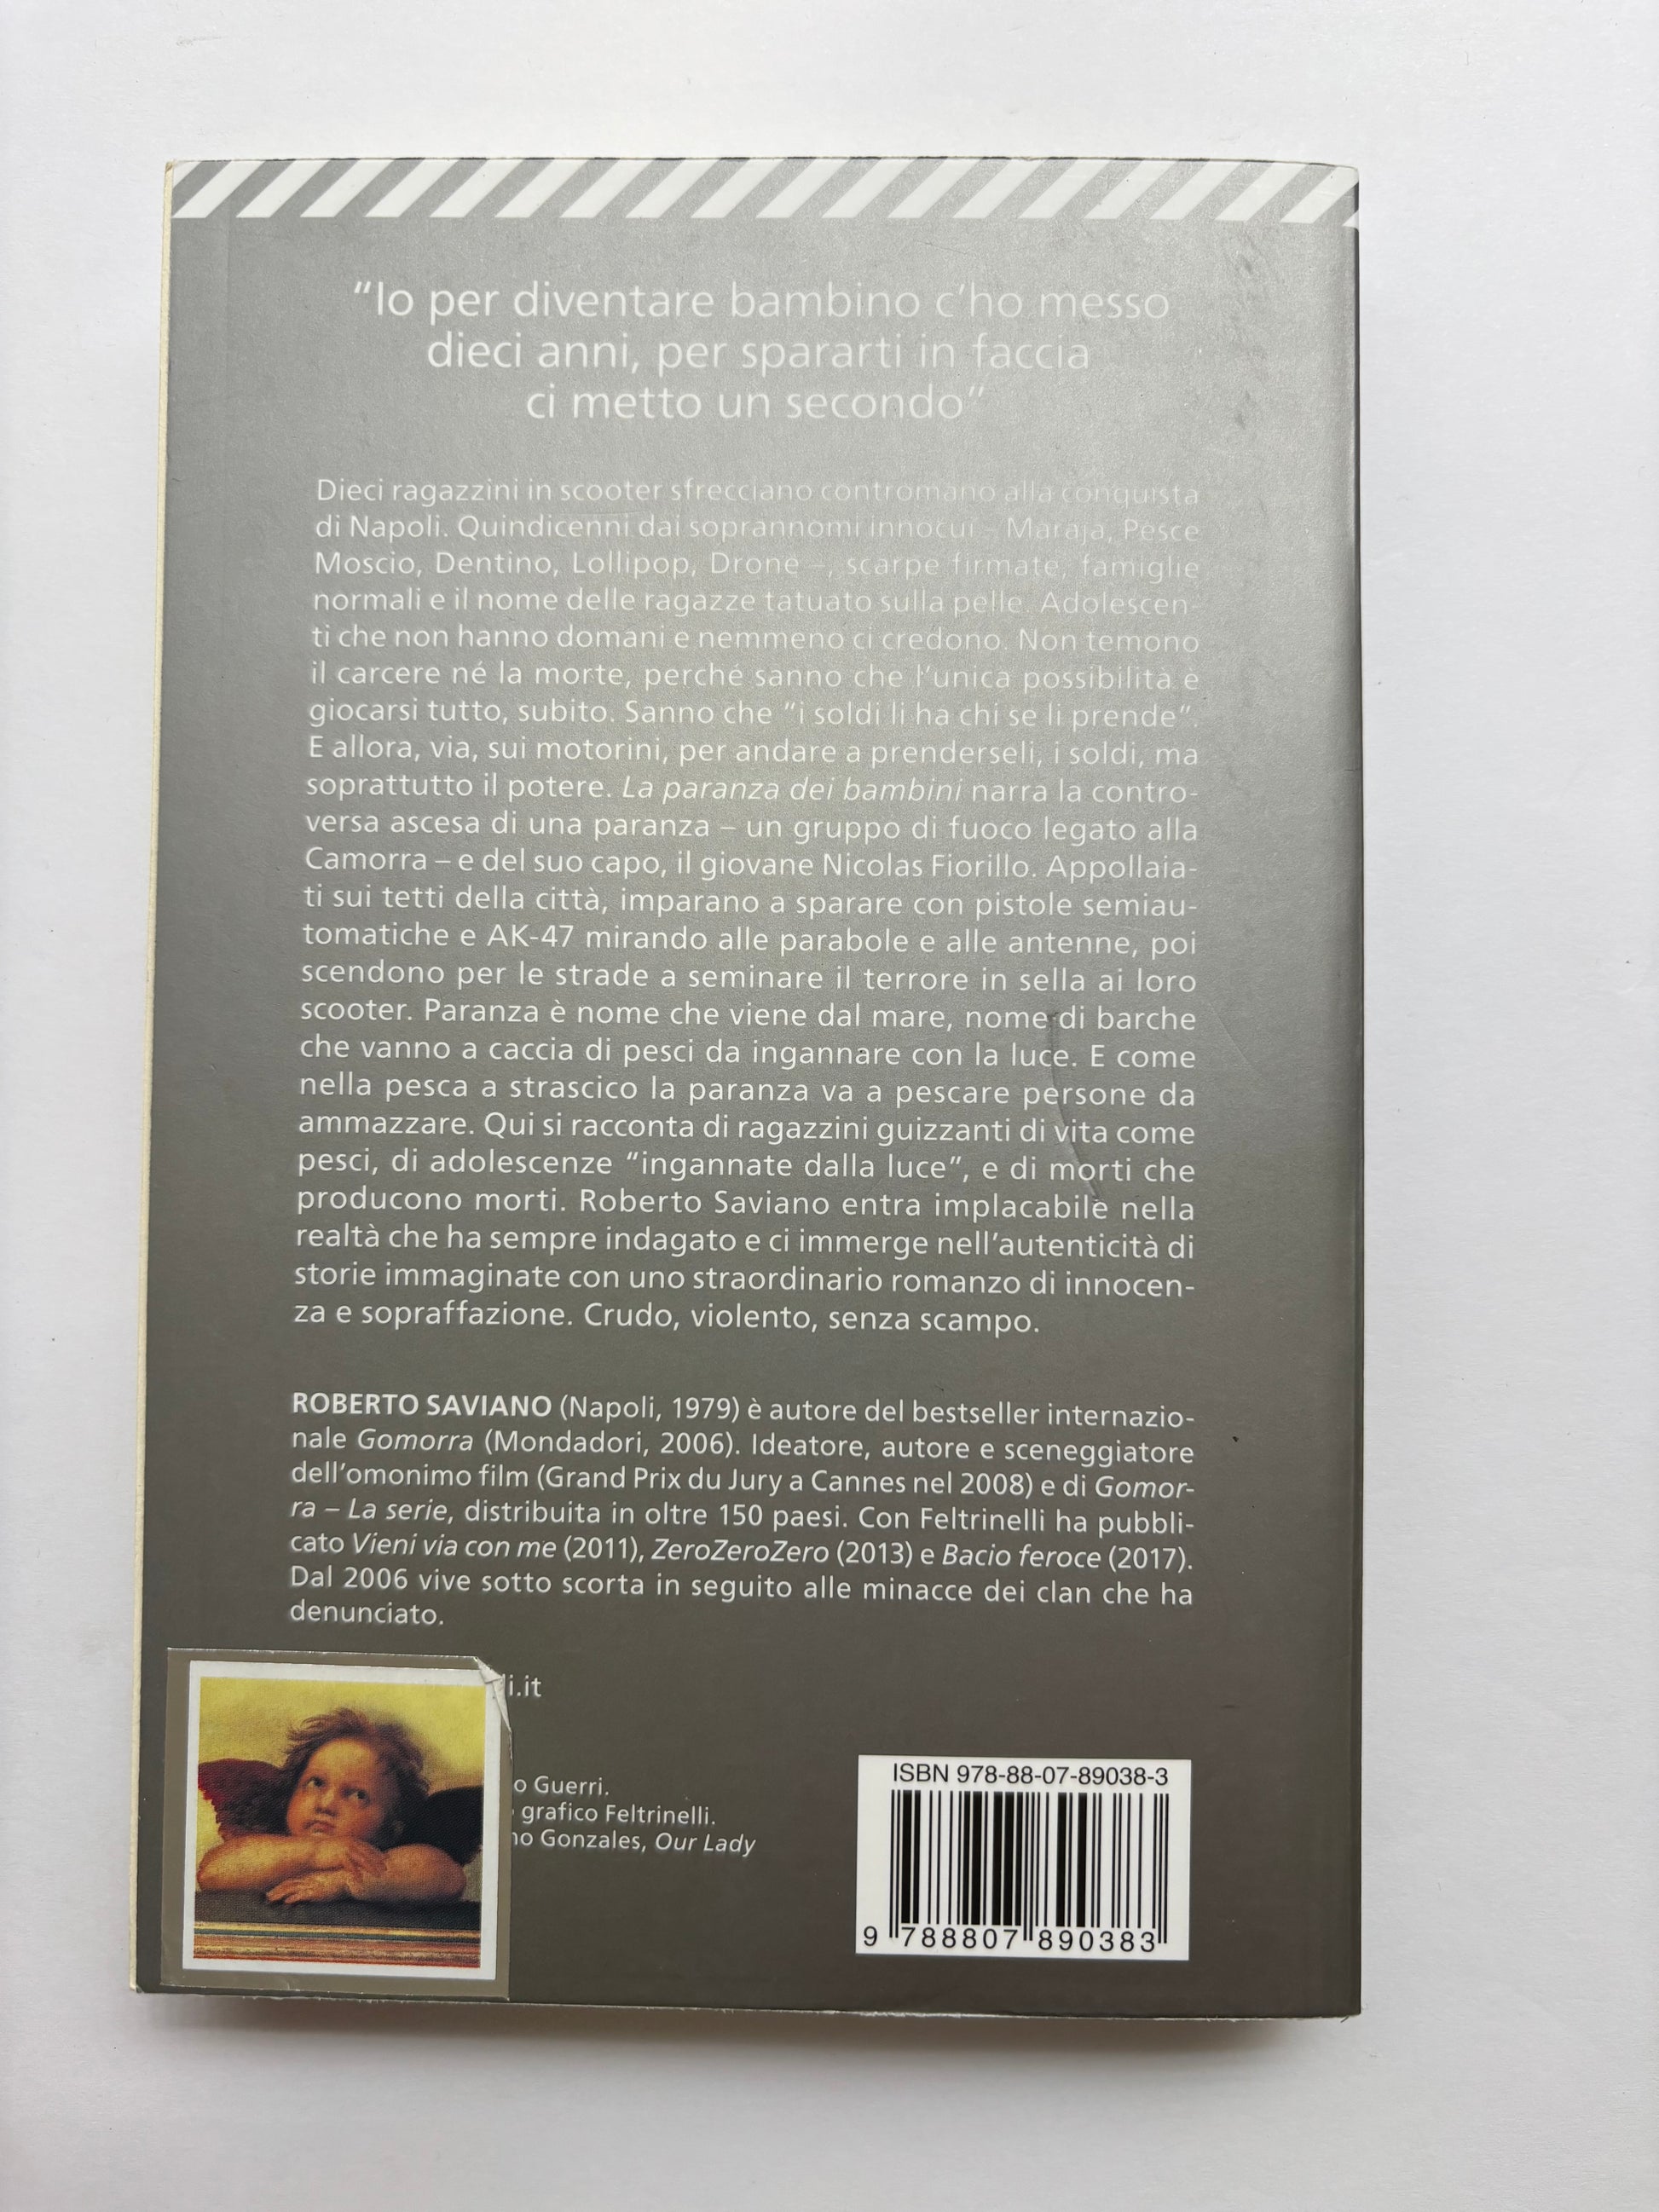 “Io per diventare bambino c’ho messo
dieci anni, per spararti in faccia
ci metto un secondo”
Dieci ragazzini in scooter sfrecciano contromano alla conquista
di Napoli. Quindicenni dai soprannomi innocui – Maraja, Pesce
Moscio, Dentino, Lollipop, Drone –, scarpe firmate, famiglie
normali e il nome delle ragazze tatuato sulla pelle. Adolescen-
ti che non hanno domani e nemmeno ci credono. Non temono
il carcere né la morte, perché sanno che l’unica possibilità è
giocarsi tutto, subito. Sanno che “i soldi li ha chi se li prende”.
E allora, via, sui motorini, per andare a prenderseli, i soldi, ma
soprattutto il potere. La paranza dei bambini narra la contro-
versa ascesa di una paranza – un gruppo di fuoco legato alla
Camorra – e del suo capo, il giovane Nicolas Fiorillo. Appollaia-
ti sui tetti della città, imparano a sparare con pistole semiau-
tomatiche e AK-47 mirando alle parabole e alle antenne, poi
scendono per le strade a seminare il terrore in sella ai loro
scooter. Paranza è nome che viene dal mare, nome di barche
che vanno a caccia di pesci da ingannare con la luce. E come
nella pesca a strascico la paranza va a pescare persone da
ammazzare. Qui si racconta di ragazzini guizzanti di vita come
pesci, di adolescenze “ingannate dalla luce”, e di morti che
producono morti. Roberto Saviano entra implacabile nella
realtà che ha sempre indagato e ci immerge nell’autenticità di
storie immaginate con uno straordinario romanzo di innocen-
za e sopraffazione. Crudo, violento, senza scampo.
ROBERTO SAVIANO (Napoli, 1979) è autore del bestseller internazio-
nale Gomorra (Mondadori, 2006). Ideatore, autore e sceneggiatore
dell’omonimo film (Grand Prix du Jury a Cannes nel 2008) e di Gomor-
ra – La serie, distribuita in oltre 150 paesi. Con Feltrinelli ha pubbli-
cato Vieni via con me (2011), ZeroZeroZero (2013) e Bacio feroce (2017).
Dal 2006 vive sotto scorta in seguito alle minacce dei clan che ha
denunciato.
li.it
o Guerri.
grafico Feltrinelli.
no Gonzales, Our Lady
ISBN 978-88-07-89038-3
9 788807 890383